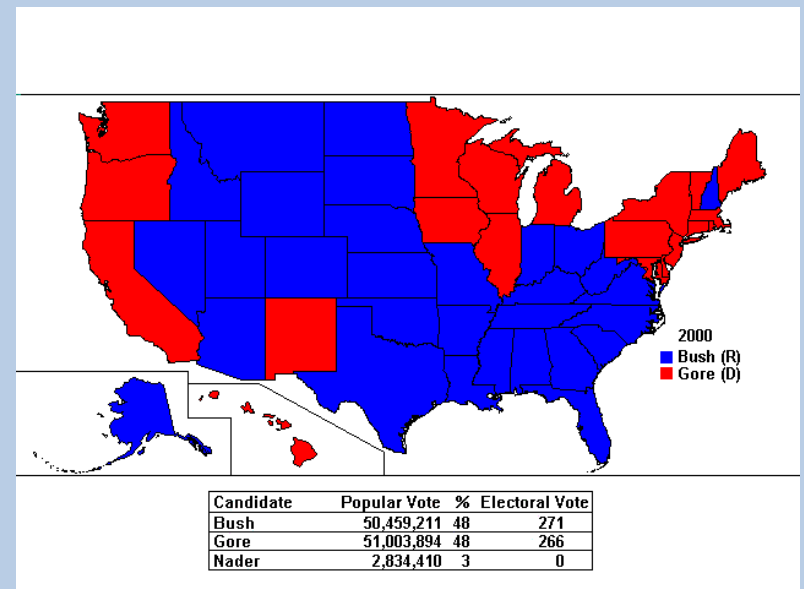 2000
Bush (R)
Gore (D)
Candidate Popular Vote % Electoral Vote
Bush 50,459,211 48 271
Gore 51,003,894 48 266
Nader 2,834,410 3 0